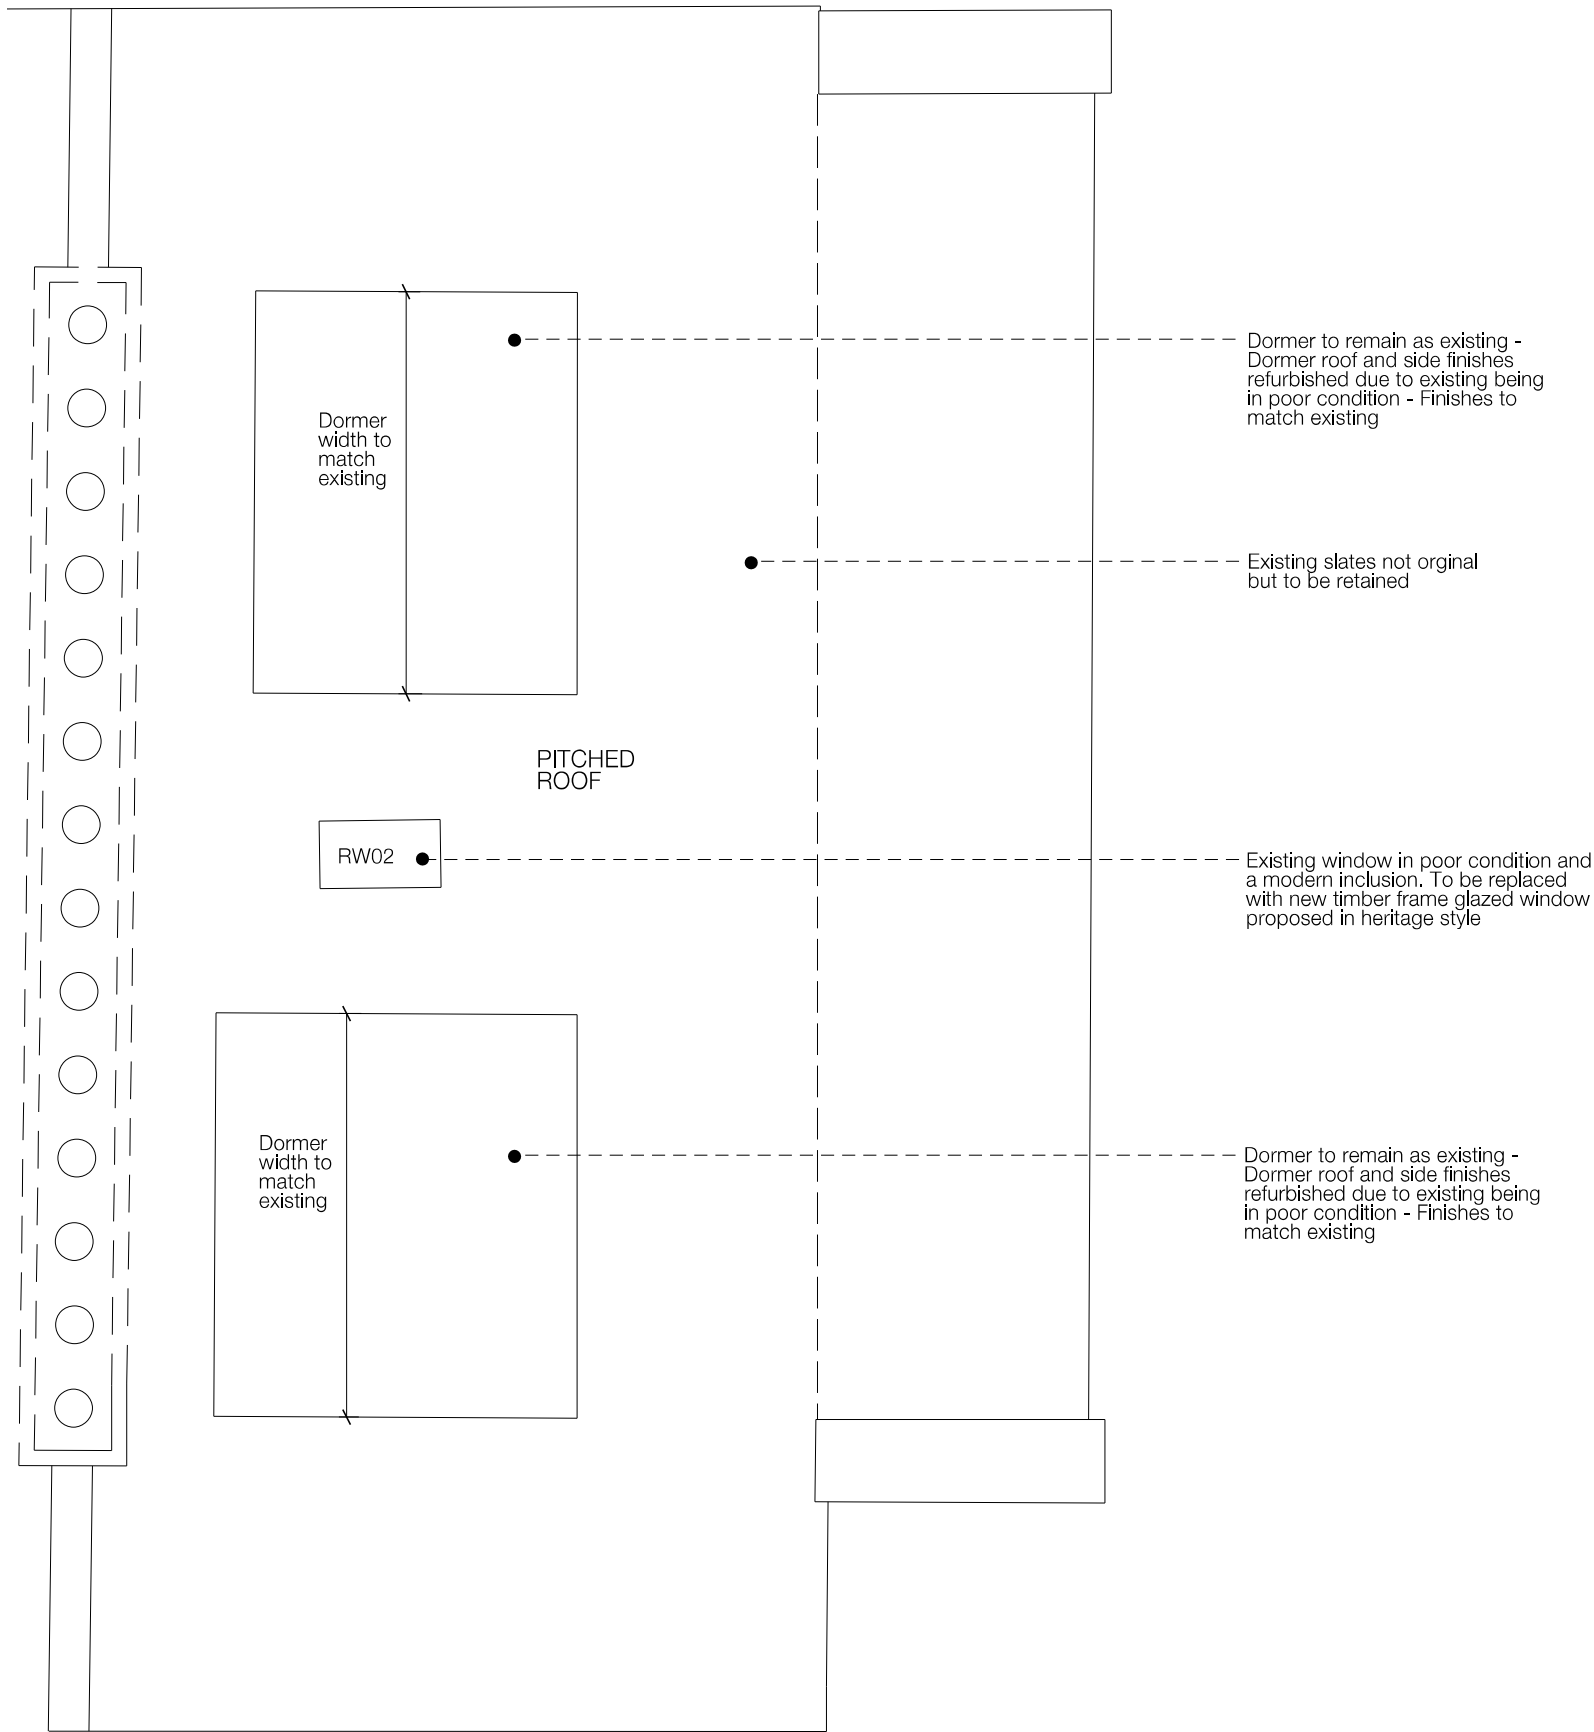 Dormer to remain as existing -
Dormer roof and side finishes
refurbished due to existing being
in poor condition - Finishes to
match existing
Dormer
width to
match
existing
Existing slates not orginal
but to be retained
PITCHED
ROOF
RW02
Existing window in poor condition and
a modern inclusion. To be replaced
with new timber frame glazed window
proposed in heritage style
Dormer
width to
match
existing
Dormer to remain as existing -
Dormer roof and side finishes
refurbished due to existing being
in poor condition - Finishes to
match existing